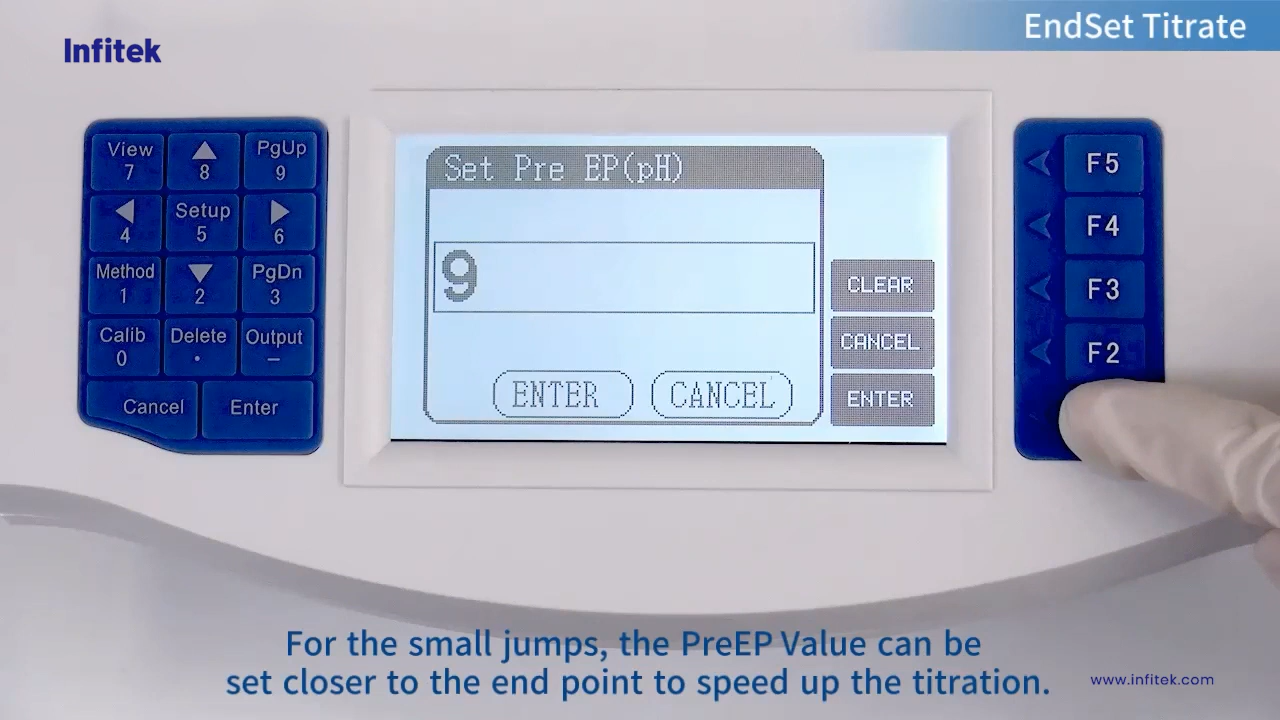 EndSet Titrate
Infitek
View
7
▲
8
PgUp
9
◀
4
Setup
5
▶
6
Method
1
▼
2
PgDn
3
Calib
0
Delete
.
Output
–
Cancel
Enter
Set Pre EP(pH)
9
ENTER
CANCEL
CLEAR
CANCEL
ENTER
F5
F4
F3
F2
For the small jumps, the PreEP Value can be
set closer to the end point to speed up the titration.
www.infitek.com